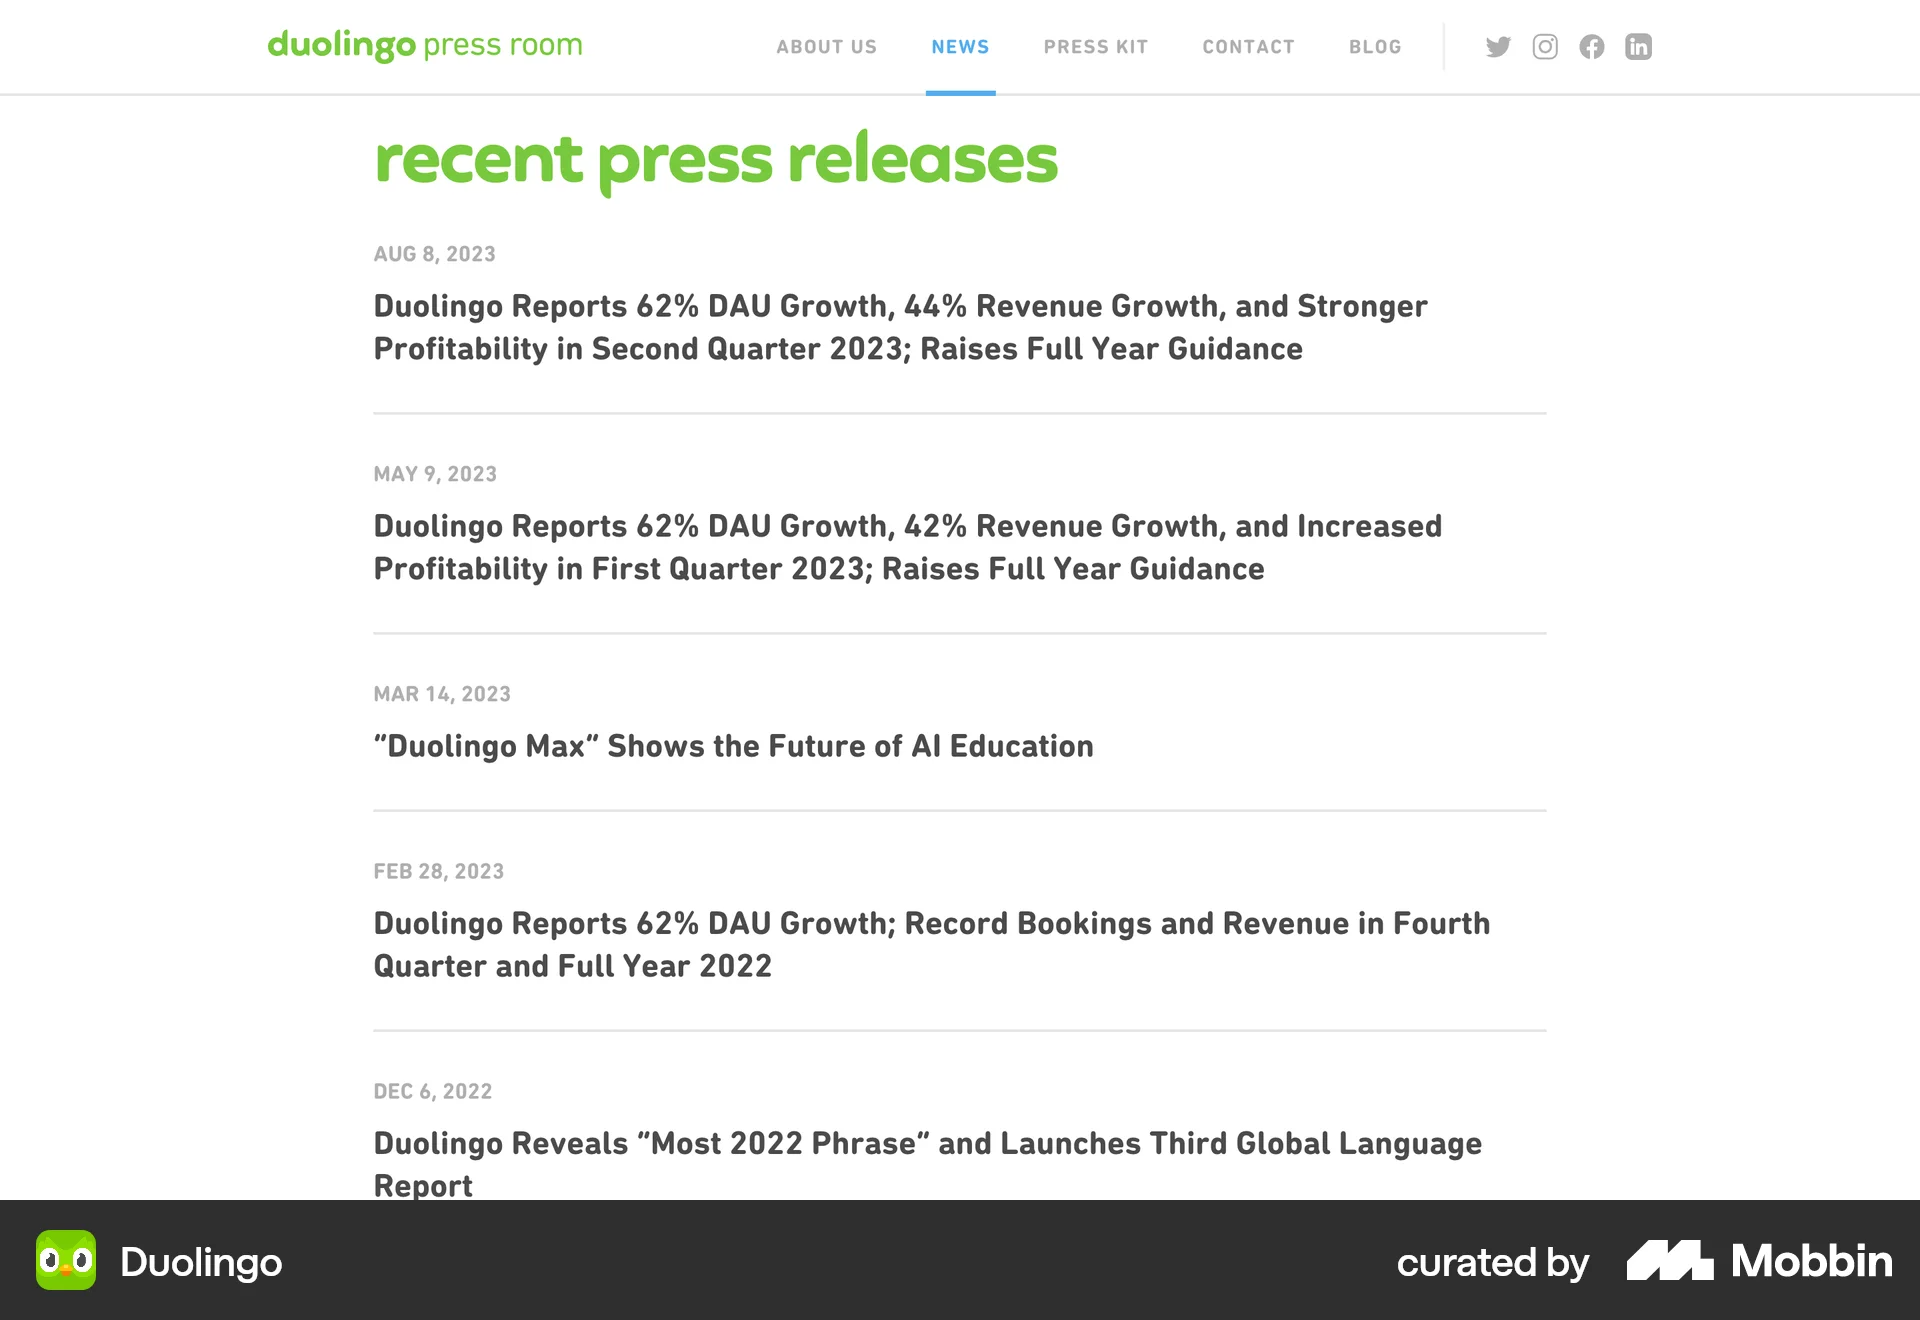 duolingo press room
ABOUT US
NEWS
PRESS KIT
CONTACT
BLOG
recent press releases
AUG 8, 2023
Duolingo Reports 62% DAU Growth, 44% Revenue Growth, and Stronger
Profitability in Second Quarter 2023; Raises Full Year Guidance
MAY 9, 2023
Duolingo Reports 62% DAU Growth, 42% Revenue Growth, and Increased
Profitability in First Quarter 2023; Raises Full Year Guidance
MAR 14, 2023
“Duolingo Max” Shows the Future of AI Education
FEB 28, 2023
Duolingo Reports 62% DAU Growth; Record Bookings and Revenue in Fourth
Quarter and Full Year 2022
DEC 6, 2022
Duolingo Reveals “Most 2022 Phrase” and Launches Third Global Language
Report
Duolingo
curated by Mobbin